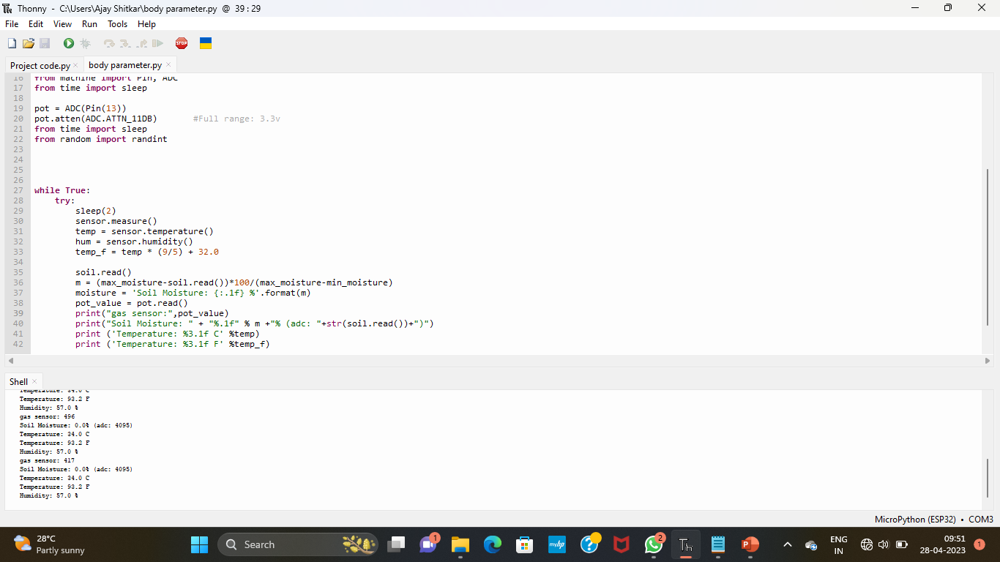 Thonny - C:\Users\Ajay Shitkar\body parameter.py @ 39 : 29
File Edit View Run Tools Help
STOP
Project code.py × body parameter.py ×
16 from machine import Pin, ADC
17 from time import sleep
18
19 pot = ADC(Pin(13))
20 pot.atten(ADC.ATTN_11DB)       #Full range: 3.3v
21 from time import sleep
22 from random import randint
23
24
25
26
27 while True:
28     try:
29         sleep(2)
30         sensor.measure()
31         temp = sensor.temperature()
32         hum = sensor.humidity()
33         temp_f = temp * (9/5) + 32.0
34
35         soil.read()
36         m = (max_moisture-soil.read())*100/(max_moisture-min_moisture)
37         moisture = 'Soil Moisture: {:.1f} %'.format(m)
38         pot_value = pot.read()
39         print("gas sensor:",pot_value)
40         print("Soil Moisture: " + "%.1f" % m +"% (adc: "+str(soil.read())+")")
41         print ('Temperature: %3.1f C' %temp)
42         print ('Temperature: %3.1f F' %temp_f)
Shell ×
Temperature: 34.0 C
Temperature: 93.2 F
Humidity: 57.0 %
gas sensor: 496
Soil Moisture: 0.0% (adc: 4095)
Temperature: 34.0 C
Temperature: 93.2 F
Humidity: 57.0 %
gas sensor: 417
Soil Moisture: 0.0% (adc: 4095)
Temperature: 34.0 C
Temperature: 93.2 F
Humidity: 57.0 %
MicroPython (ESP32) • COM3
28°C
Partly sunny
Search
1
myhp
?
2
Th
P
ENG
IN
09:51
28-04-2023
1